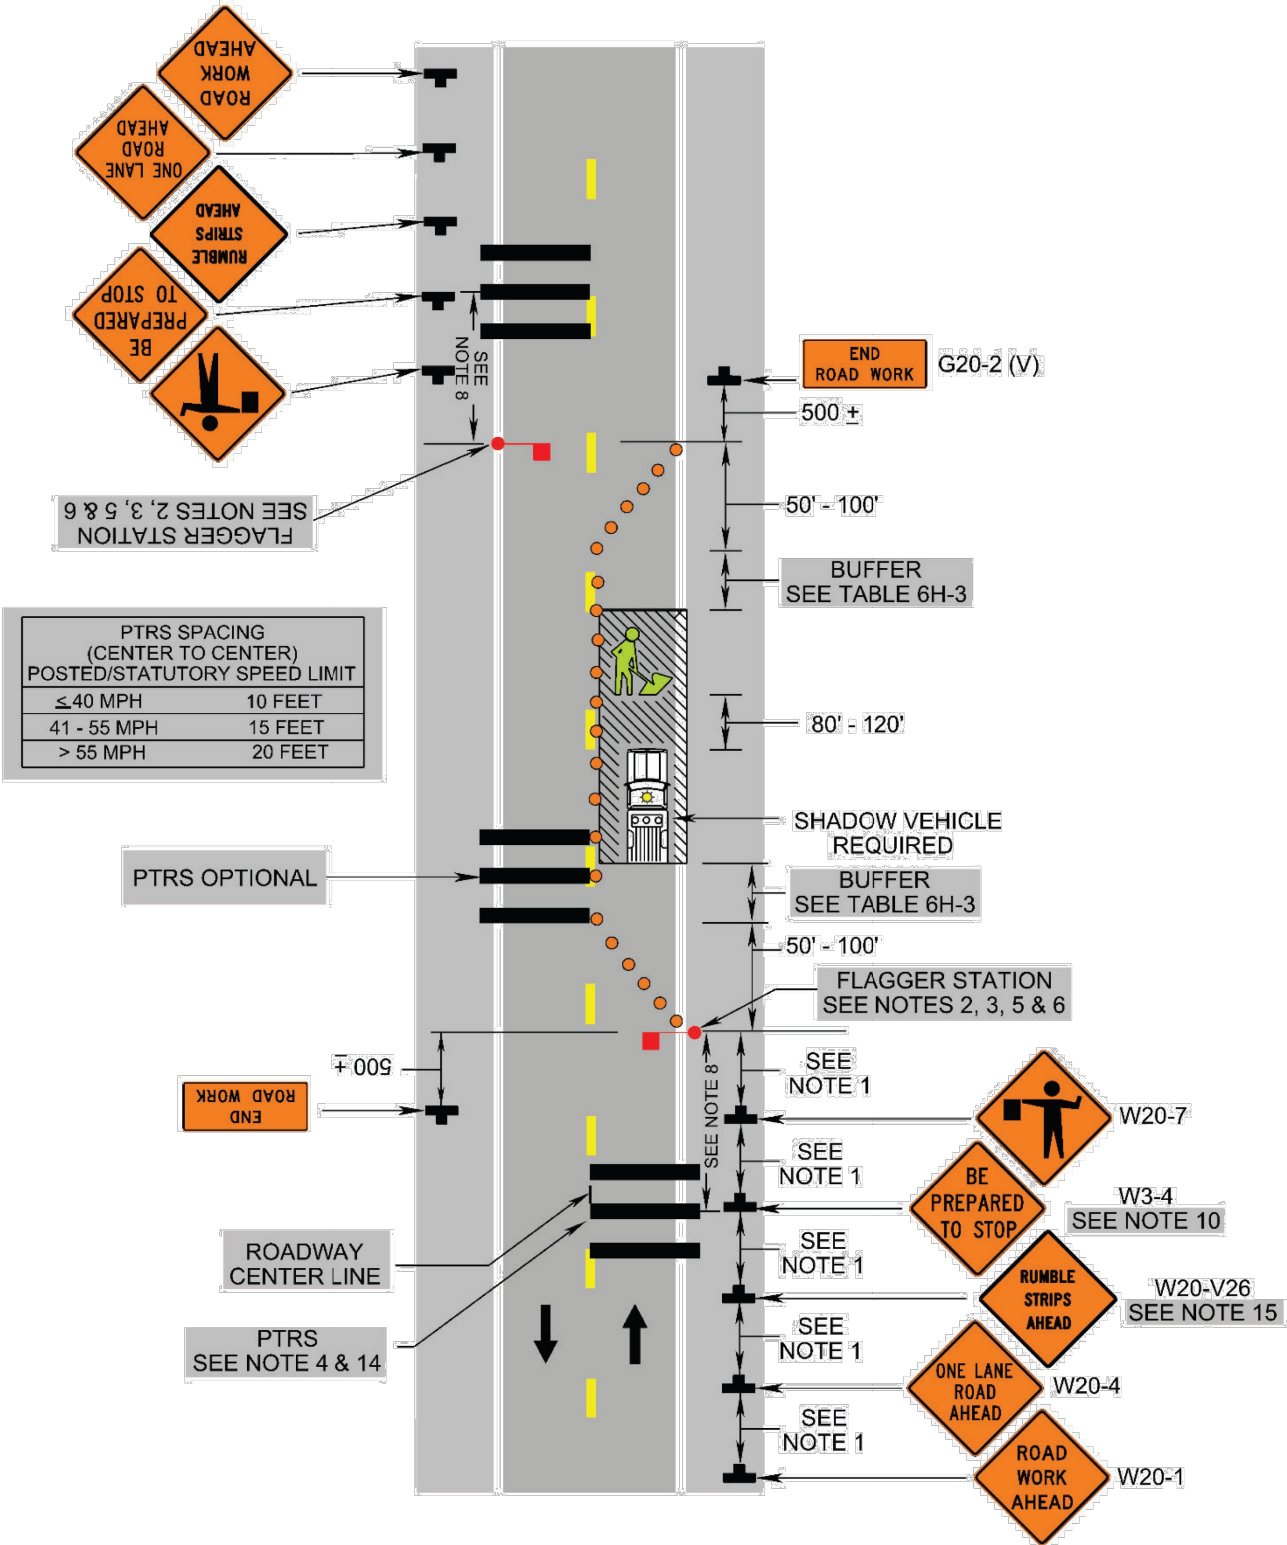 ROAD
WORK
AHEAD
ONE LANE
ROAD
AHEAD
RUMBLE
STRIPS
AHEAD
BE
PREPARED
TO STOP
FLAGGER STATION
SEE NOTES 2, 3, 5 & 6
SEE
NOTE 8
END
ROAD WORK
G20-2 (V)
500 ±
50' - 100'
BUFFER
SEE TABLE 6H-3
PTRS SPACING
(CENTER TO CENTER)
POSTED/STATUTORY SPEED LIMIT
≤ 40 MPH 10 FEET
41 - 55 MPH 15 FEET
> 55 MPH 20 FEET
80' - 120'
SHADOW VEHICLE
REQUIRED
PTRS OPTIONAL
BUFFER
SEE TABLE 6H-3
50' - 100'
FLAGGER STATION
SEE NOTES 2, 3, 5 & 6
500 ±
END
ROAD WORK
SEE NOTE 8
SEE
NOTE 1
W20-7
SEE
NOTE 1
BE
PREPARED
TO STOP
W3-4
SEE NOTE 10
ROADWAY
CENTER LINE
SEE
NOTE 1
RUMBLE
STRIPS
AHEAD
W20-V26
SEE NOTE 15
PTRS
SEE NOTE 4 & 14
SEE
NOTE 1
ONE LANE
ROAD
AHEAD
W20-4
SEE
NOTE 1
ROAD
WORK
AHEAD
W20-1